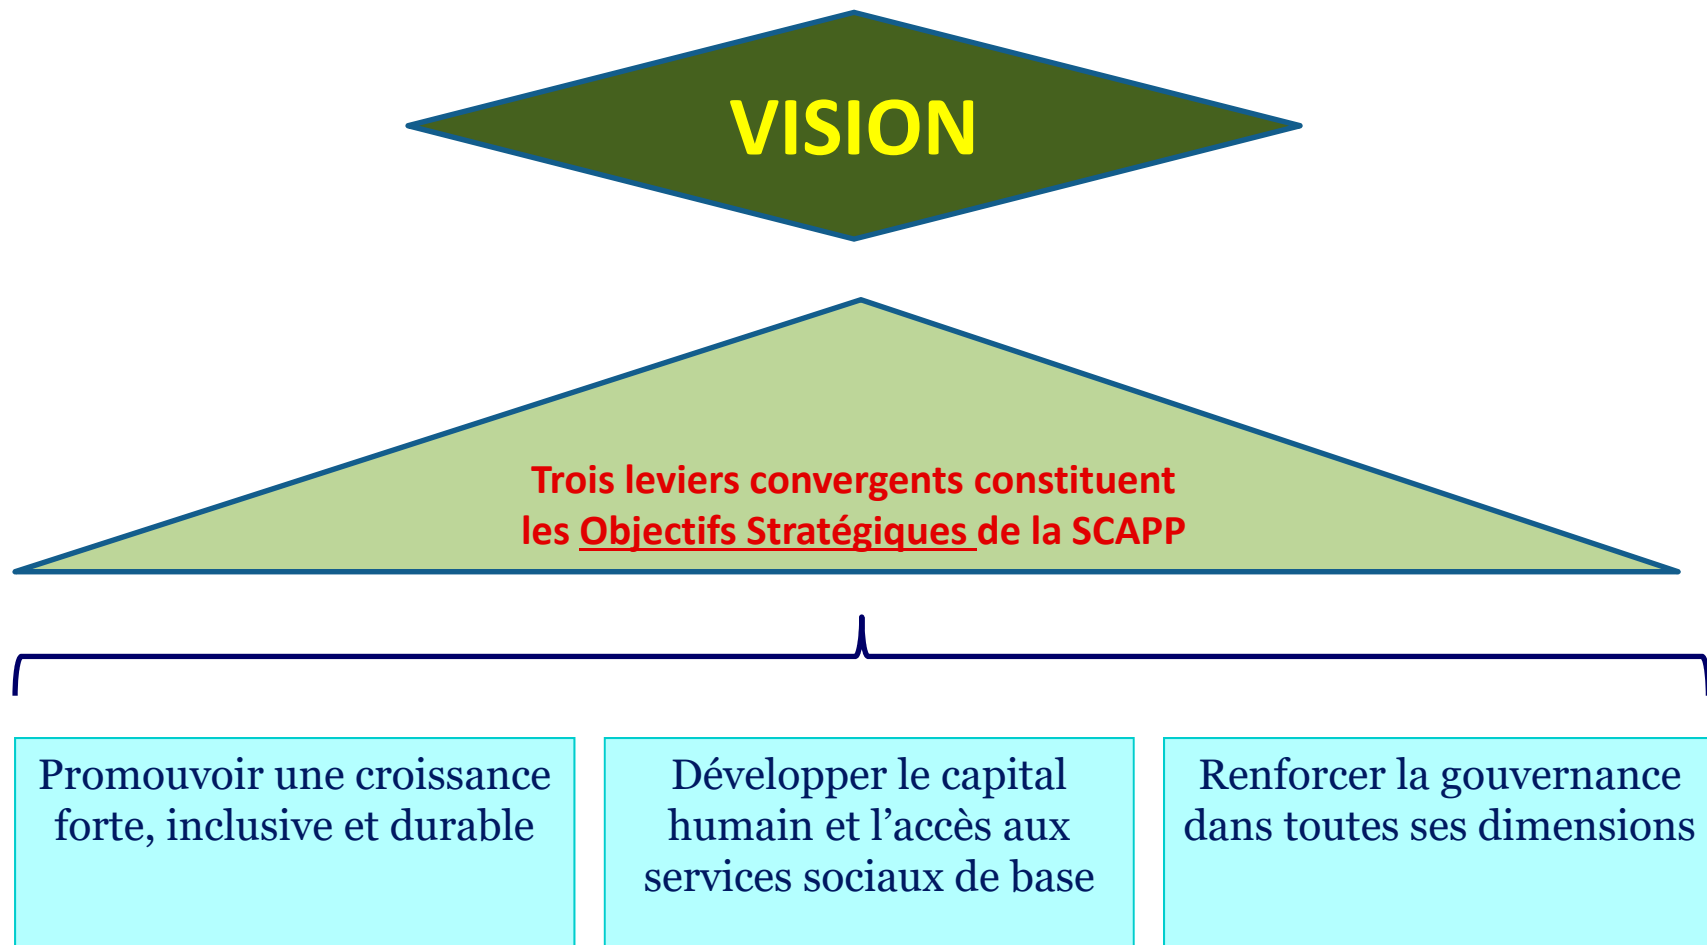 VISION
Trois leviers convergents constituent
les Objectifs Stratégiques de la SCAPP
Promouvoir une croissance
forte, inclusive et durable
Développer le capital
humain et l’accès aux
services sociaux de base
Renforcer la gouvernance
dans toutes ses dimensions